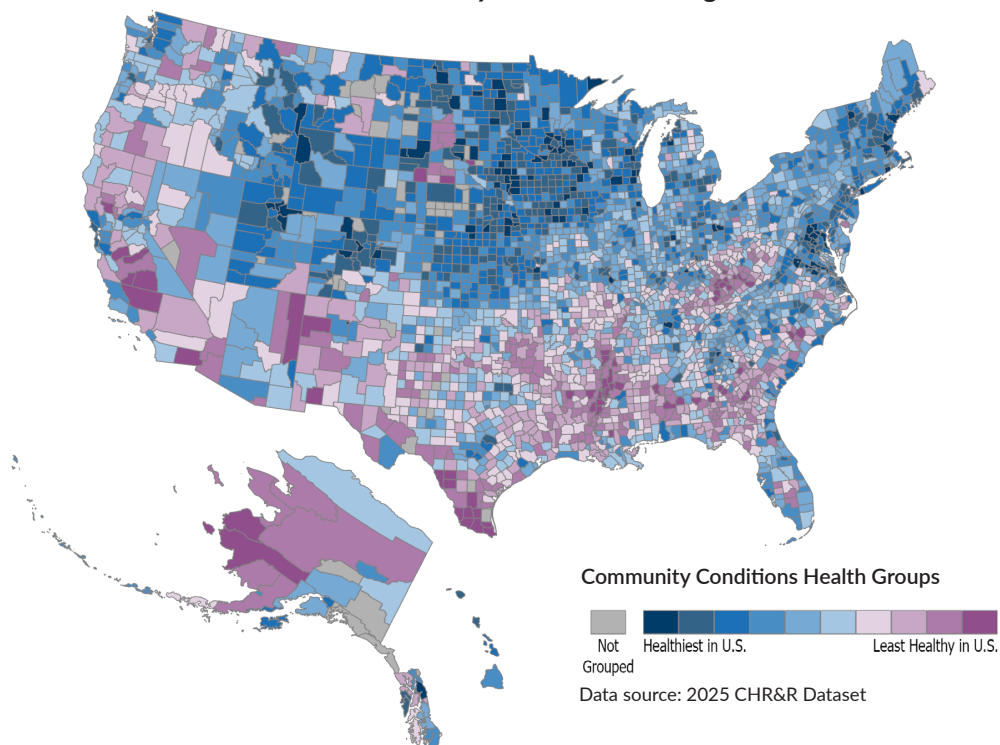 Community Conditions Health Groups
Not
Grouped
Healthiest in U.S.
Least Healthy in U.S.
Data source: 2025 CHR&R Dataset